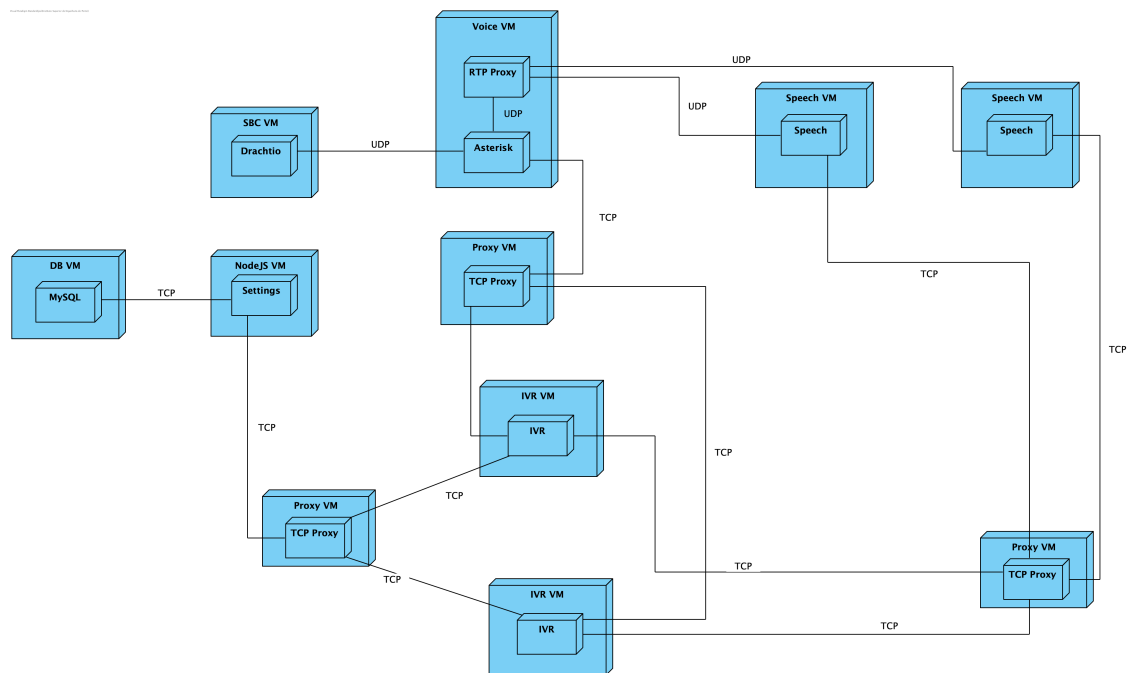 Voice VM
RTP Proxy
UDP
UDP
Speech VM
Speech VM
UDP
SBC VM
UDP
Speech
Speech
Drachtio
UDP
Asterisk
TCP
Proxy VM
DB VM
NodeJS VM
TCP Proxy
TCP
MySQL
TCP
Settings
TCP
IVR VM
TCP
IVR
TCP
TCP
Proxy VM
TCP
TCP Proxy
Proxy VM
TCP
TCP Proxy
TCP
IVR VM
TCP
IVR